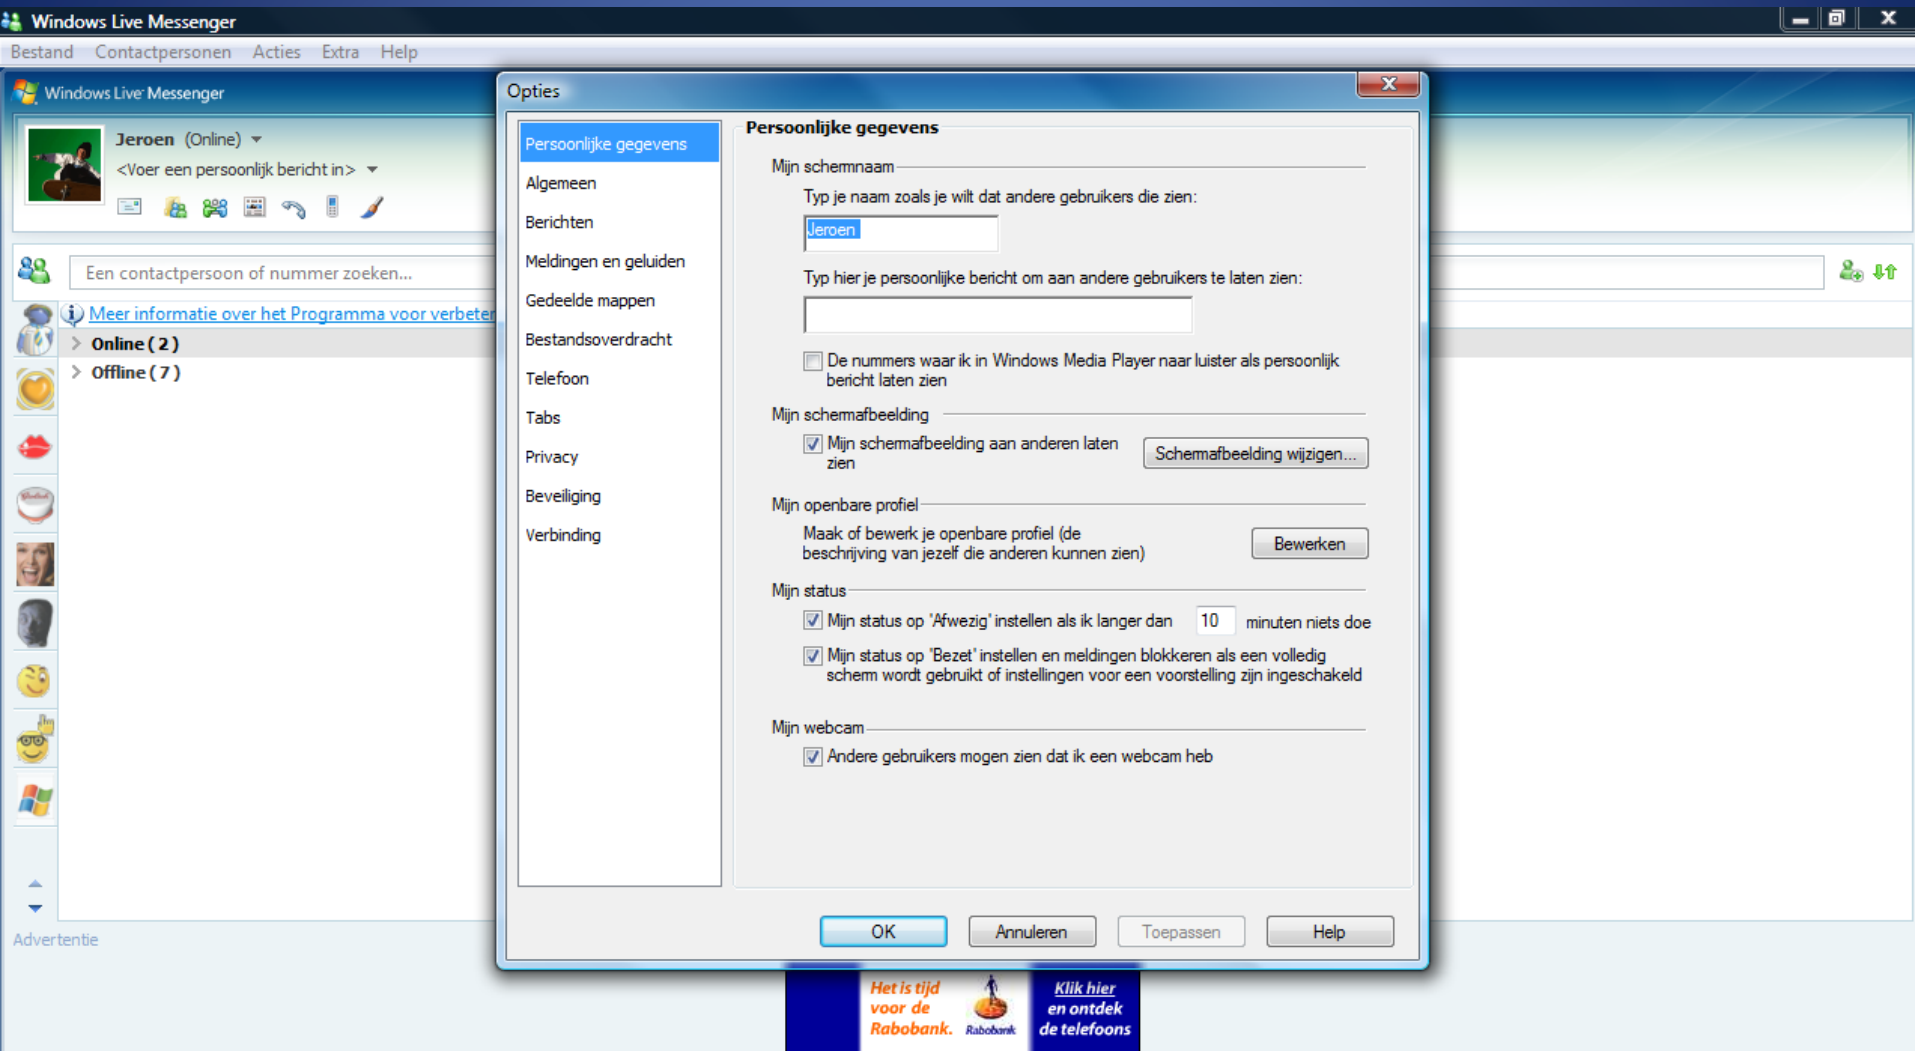 Windows Live Messenger
Bestand Contactpersonen Acties Extra Help
Windows Live Messenger
Jeroen (Online)
<Voer een persoonlijk bericht in>
Een contactpersoon of nummer zoeken...
Meer informatie over het Programma voor verbeter
Online ( 2 )
Offline ( 7 )
Advertentie
Opties
Persoonlijke gegevens
Algemeen
Berichten
Meldingen en geluiden
Gedeelde mappen
Bestandsoverdracht
Telefoon
Tabs
Privacy
Beveiliging
Verbinding
Persoonlijke gegevens
Mijn schermnaam
Typ je naam zoals je wilt dat andere gebruikers die zien:
Jeroen
Typ hier je persoonlijke bericht om aan andere gebruikers te laten zien:
De nummers waar ik in Windows Media Player naar luister als persoonlijk
bericht laten zien
Mijn schermafbeelding
Mijn schermafbeelding aan anderen laten
zien
Schermafbeelding wijzigen...
Mijn openbare profiel
Maak of bewerk je openbare profiel (de
beschrijving van jezelf die anderen kunnen zien)
Bewerken
Mijn status
Mijn status op 'Afwezig' instellen als ik langer dan 10 minuten niets doe
Mijn status op 'Bezet' instellen en meldingen blokkeren als een volledig
scherm wordt gebruikt of instellingen voor een voorstelling zijn ingeschakeld
Mijn webcam
Andere gebruikers mogen zien dat ik een webcam heb
OK Annuleren Toepassen Help
Het is tijd
voor de
Rabobank.
Rabobank
Klik hier
en ontdek
de telefoons